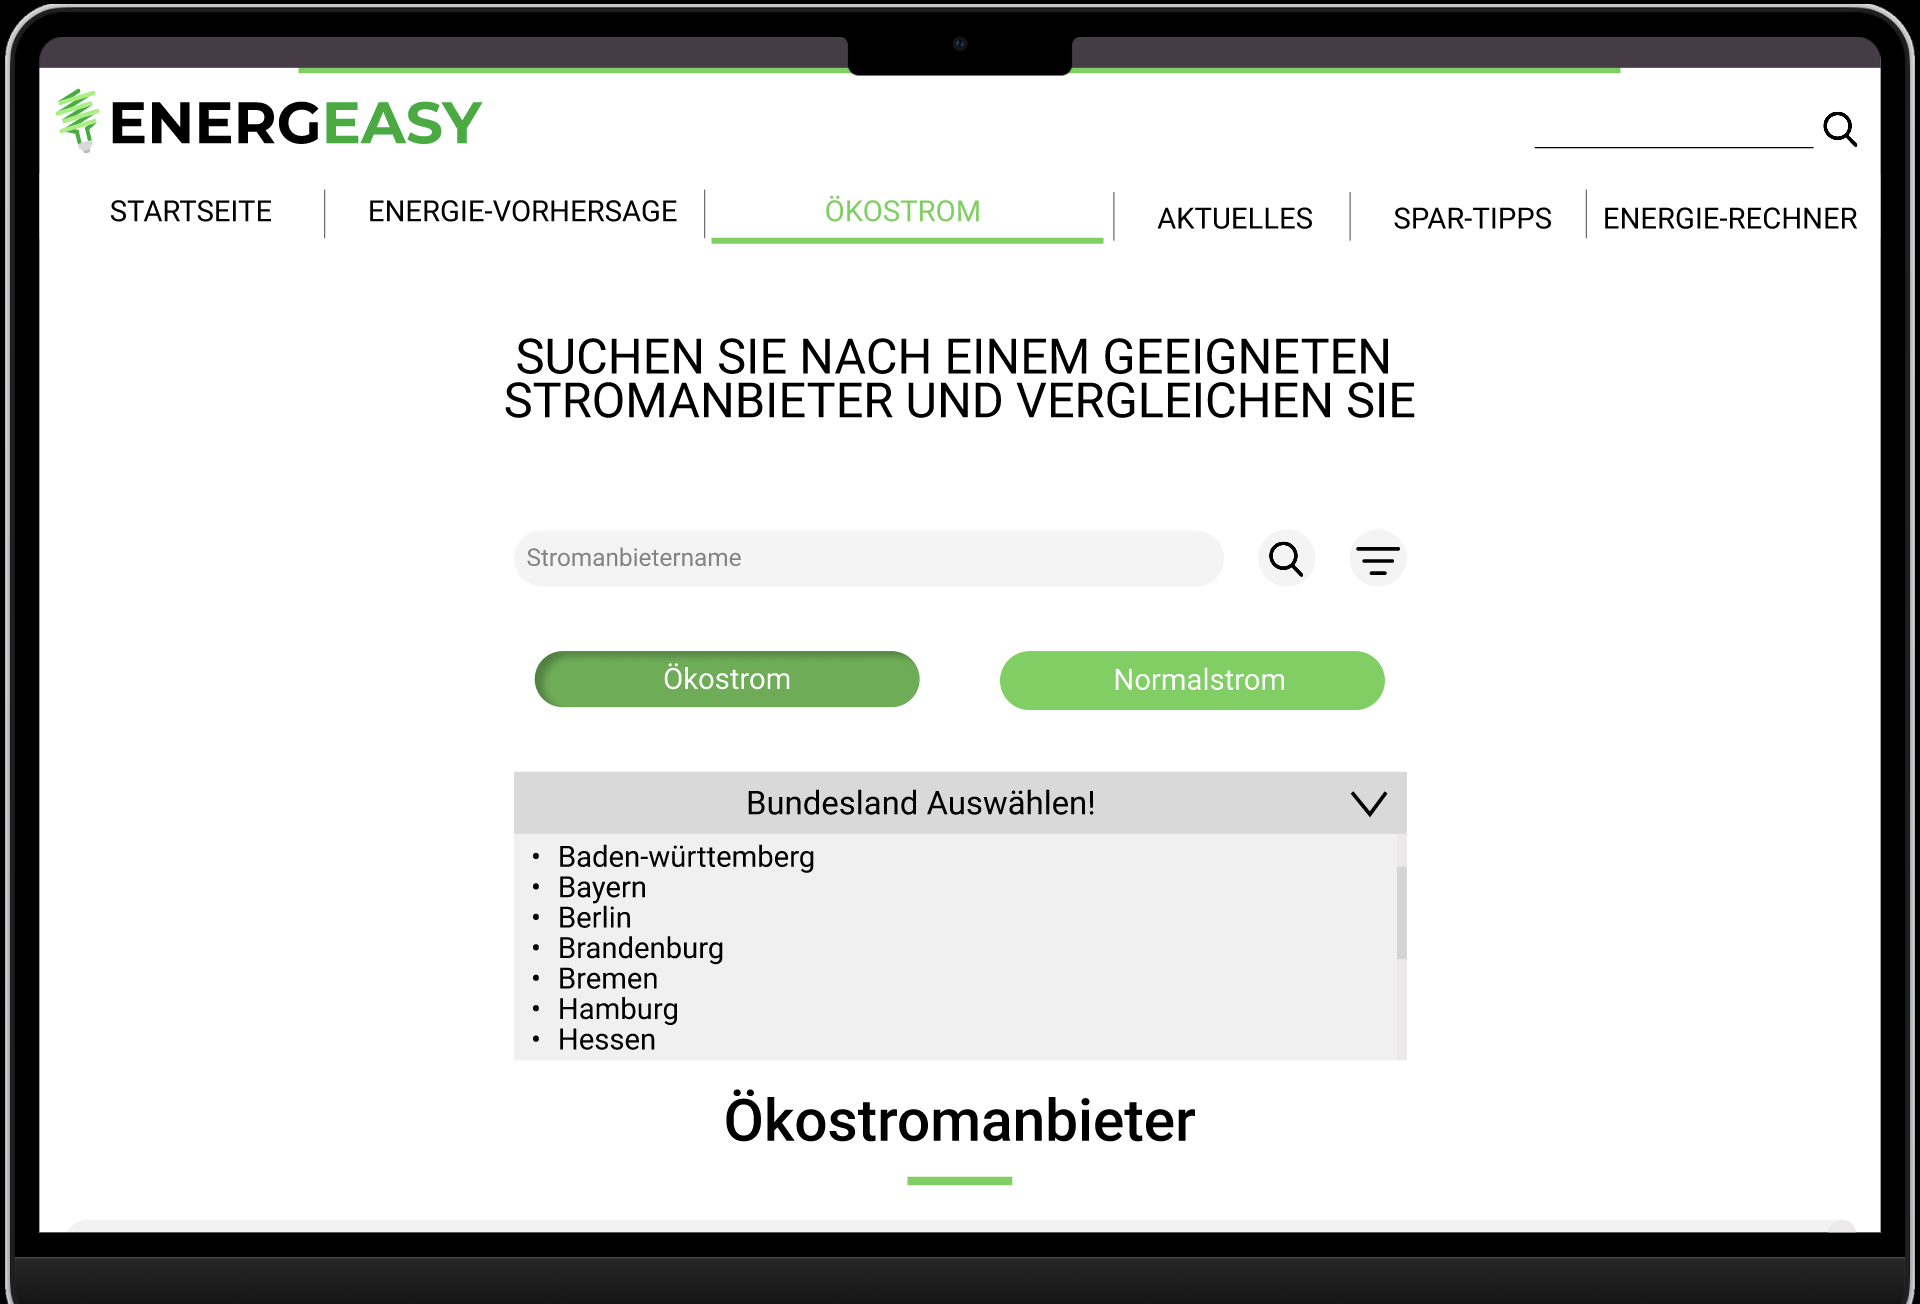 ENERGEASY
STARTSEITE
ENERGIE-VORHERSAGE
ÖKOSTROM
AKTUELLES
SPAR-TIPPS
ENERGIE-RECHNER
SUCHEN SIE NACH EINEM GEEIGNETEN
STROMANBIETER UND VERGLEICHEN SIE
Stromanbietername
Ökostrom
Normalstrom
Bundesland Auswählen!
• Baden-württemberg
• Bayern
• Berlin
• Brandenburg
• Bremen
• Hamburg
• Hessen
Ökostromanbieter